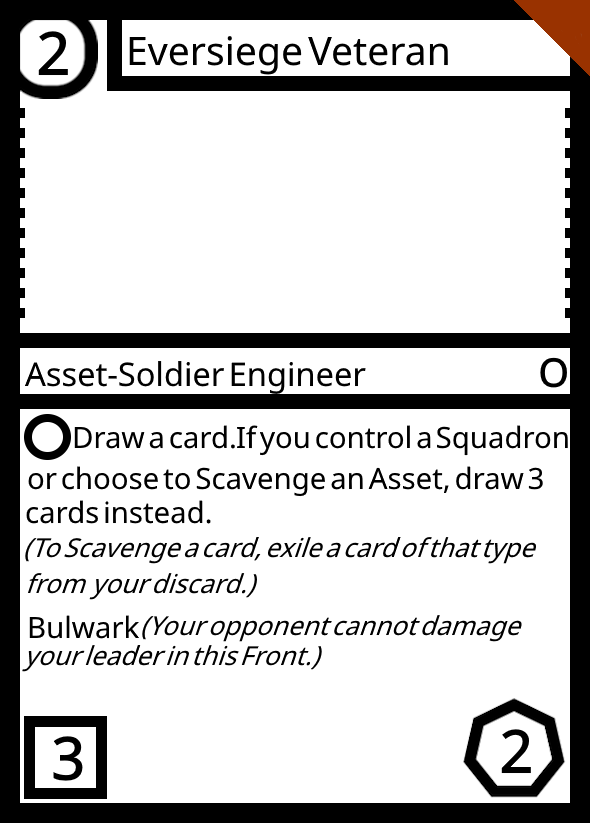 2
Eversiege Veteran
Asset-Soldier Engineer O
Draw a card.If you control a Squadron
or choose to Scavenge an Asset, draw 3
cards instead.
(To Scavenge a card, exile a card of that type
from your discard.)
Bulwark(Your opponent cannot damage
your leader in this Front.)
3
2